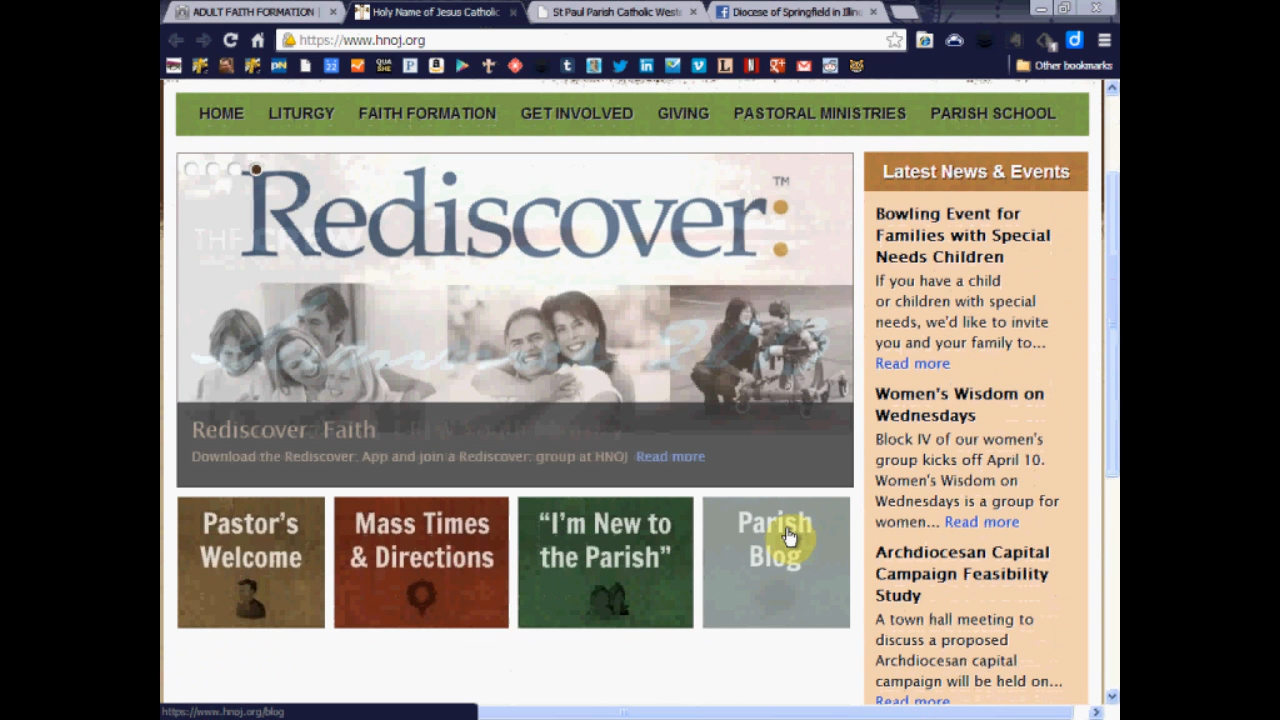 ADULT FAITH FORMATION |
Holy Name of Jesus Catholic
St Paul Parish Catholic Wests
Diocese of Springfield in Illino
https://www.hnoj.org
Other bookmarks
HOME LITURGY FAITH FORMATION GET INVOLVED GIVING PASTORAL MINISTRIES PARISH SCHOOL
Rediscover:
TM
Rediscover: Faith
Download the Rediscover: App and join a Rediscover: group at HNOJ Read more
Pastor's
Welcome
Mass Times
& Directions
“I'm New to
the Parish”
Parish
Blog
Latest News & Events
Bowling Event for
Families with Special
Needs Children
If you have a child
or children with special
needs, we'd like to invite
you and your family to...
Read more
Women's Wisdom on
Wednesdays
Block IV of our women's
group kicks off April 10.
Women's Wisdom on
Wednesdays is a group for
women... Read more
Archdiocesan Capital
Campaign Feasibility
Study
A town hall meeting to
discuss a proposed
Archdiocesan capital
campaign will be held on...
Read more
https://www.hnoj.org/blog